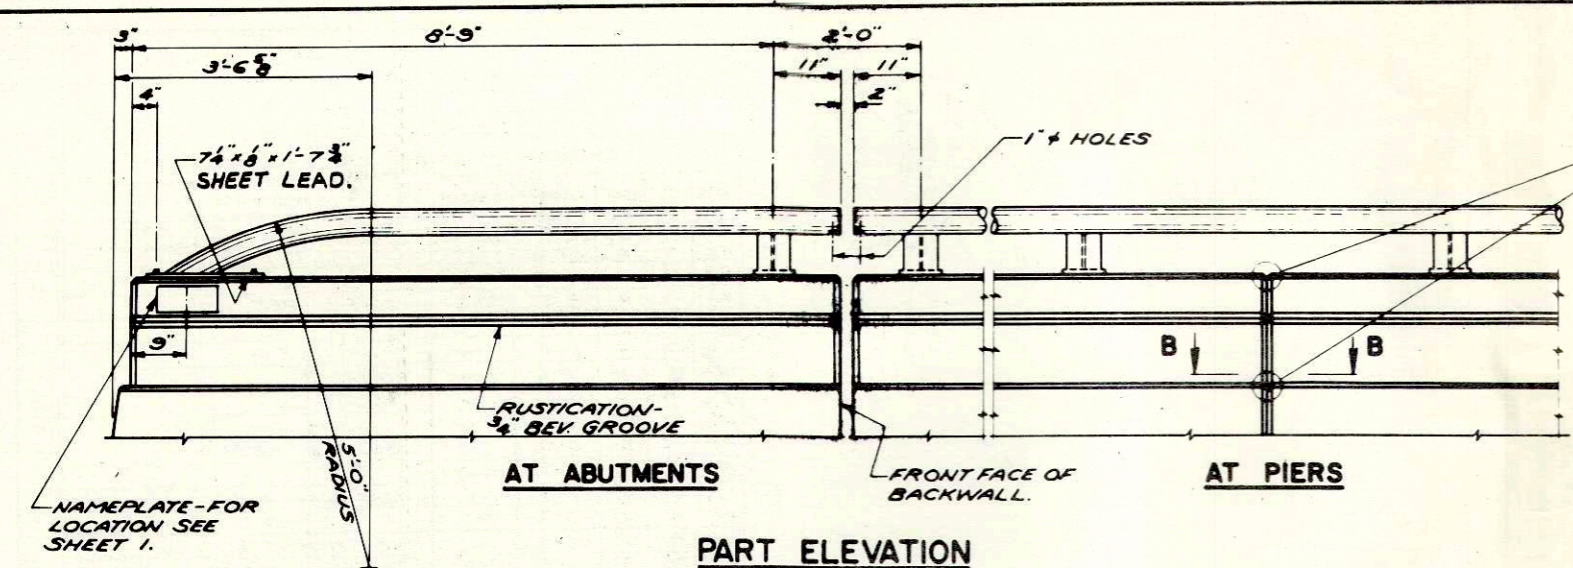 3"
8'-9"
2'-0"
3'-6 5/8"
11"
11"
4"
2"
7 1/4" x 1/8" x 1'-7 3/4"
SHEET LEAD.
1" ϕ HOLES
9"
B
B
RUSTICATION-
3/4" BEV. GROOVE
5'-0"
RADIUS
AT ABUTMENTS
FRONT FACE OF
BACKWALL.
AT PIERS
NAMEPLATE-FOR
LOCATION SEE
SHEET 1.
PART ELEVATION